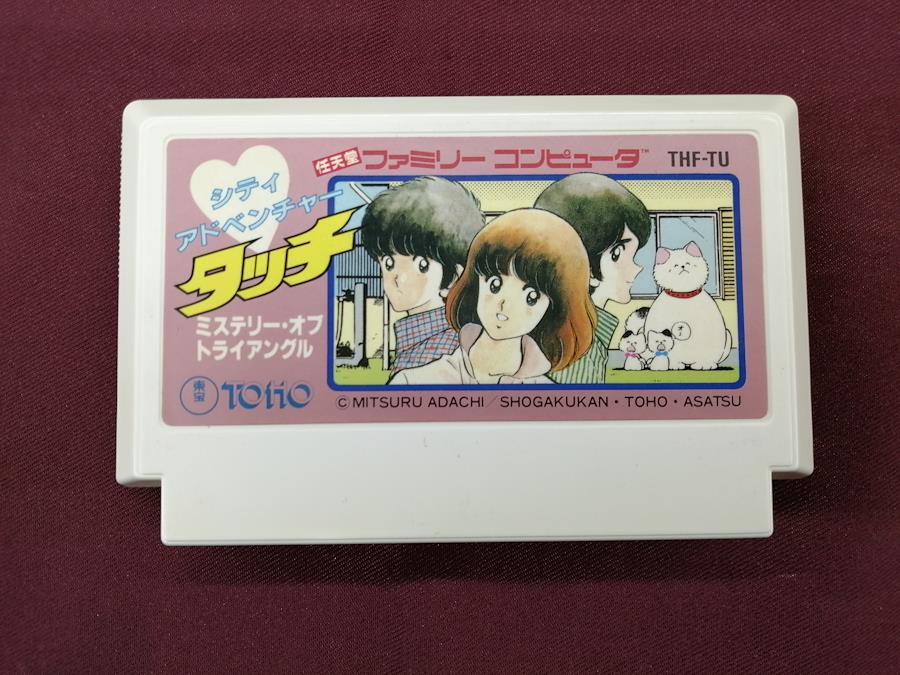 任天堂 ファミリー コンピュータ™ THF-TU
シティ
アドベンチャー
タッチ
ミステリー・オブ
トライアングル
東宝 TOHO
© MITSURU ADACHI/SHOGAKUKAN・TOHO・ASATSU